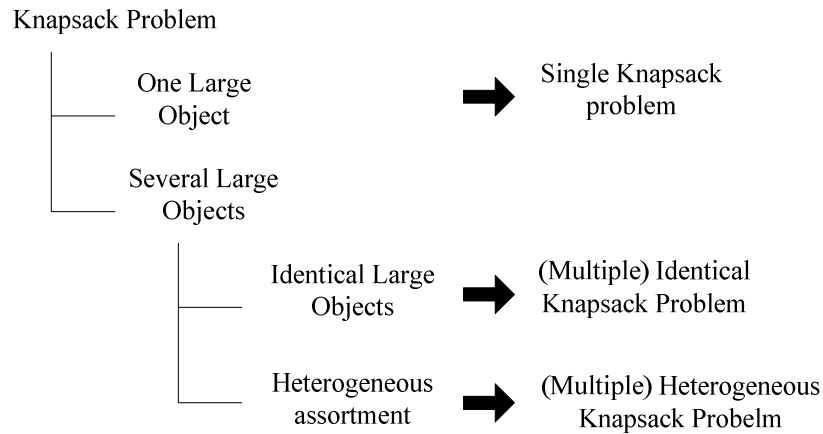 Knapsack Problem
One Large
Object
Single Knapsack
problem
Several Large
Objects
Identical Large
Objects
(Multiple) Identical
Knapsack Problem
Heterogeneous
assortment
(Multiple) Heterogeneous
Knapsack Probelm